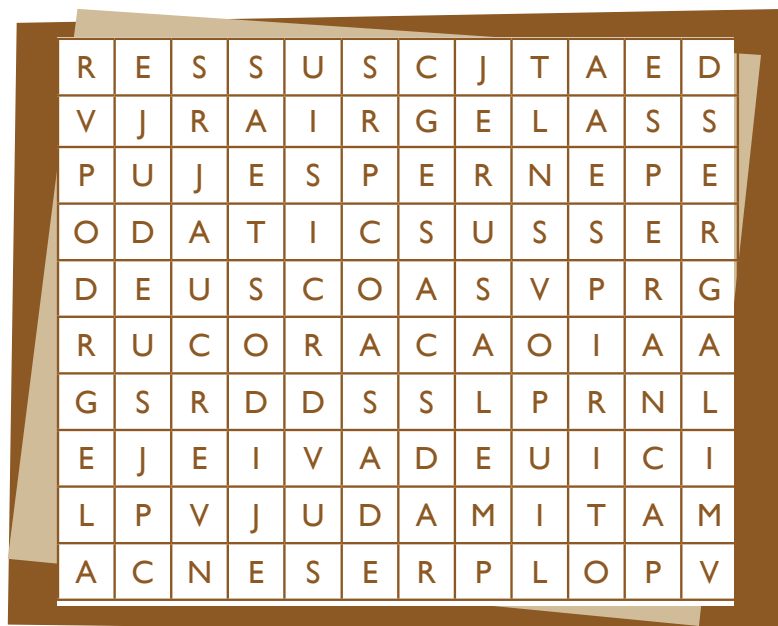 R E S S U S C J T A E D
V J R A I R G E L A S S
P U J E S P E R N E P E
O D A T I C S U S S E R
D E U S C O A S V P R G
R U C O R A C A O I A A
G S R D D S S L P R N L
E J E I V A D E U I C I
L P V J U D A M I T A M
A C N E S E R P L O P V